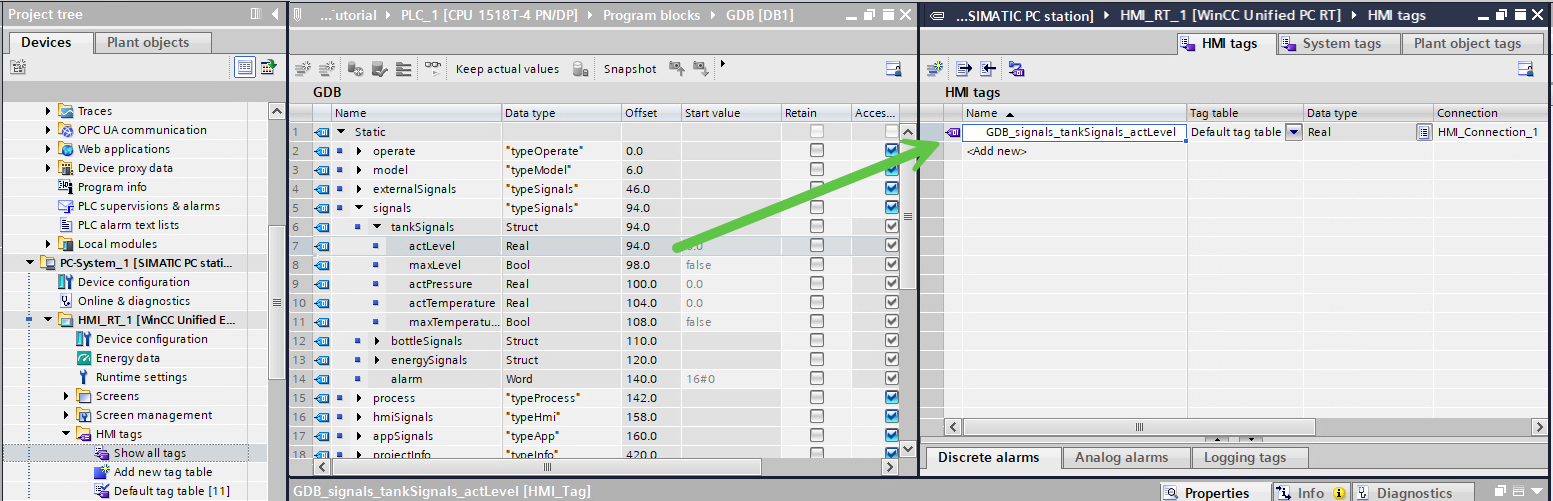 Project tree
Devices
Plant objects
Traces
OPC UA communication
Web applications
Device proxy data
Program info
PLC supervisions & alarms
PLC alarm text lists
Local modules
PC-System_1 [SIMATIC PC stati...
Device configuration
Online & diagnostics
HMI_RT_1 [WinCC Unified E...
Device configuration
Energy data
Runtime settings
Screens
Screen management
HMI tags
Show all tags
Add new tag table
Default tag table [11]
...utorial PLC_1 [CPU 1518T-4 PN/DP] Program blocks GDB [DB1]
Keep actual values Snapshot
GDB
Name Data type Offset Start value Retain Acces...
1 Static
2 operate "typeOperate" 0.0
3 model "typeModel" 6.0
4 externalSignals "typeSignals" 46.0
5 signals "typeSignals" 94.0
6 tankSignals Struct 94.0
7 actLevel Real 94.0
8 maxLevel Bool 98.0 false
9 actPressure Real 100.0 0.0
10 actTemperature Real 104.0 0.0
11 maxTemperatu... Bool 108.0 false
12 bottleSignals Struct 110.0
13 energySignals Struct 120.0
14 alarm Word 140.0 16#0
15 process "typeProcess" 142.0
16 hmiSignals "typeHmi" 158.0
17 appSignals "typeApp" 160.0
18 projectInfo "typeInfo" 420.0
...SIMATIC PC station] HMI_RT_1 [WinCC Unified PC RT] HMI tags
HMI tags System tags Plant object tags
HMI tags
Name Tag table Data type Connection
GDB_signals_tankSignals_actLevel Default tag table Real HMI_Connection_1
<Add new>
Discrete alarms Analog alarms Logging tags
GDB_signals_tankSignals_actLevel [HMI_Tag]
Properties Info Diagnostics